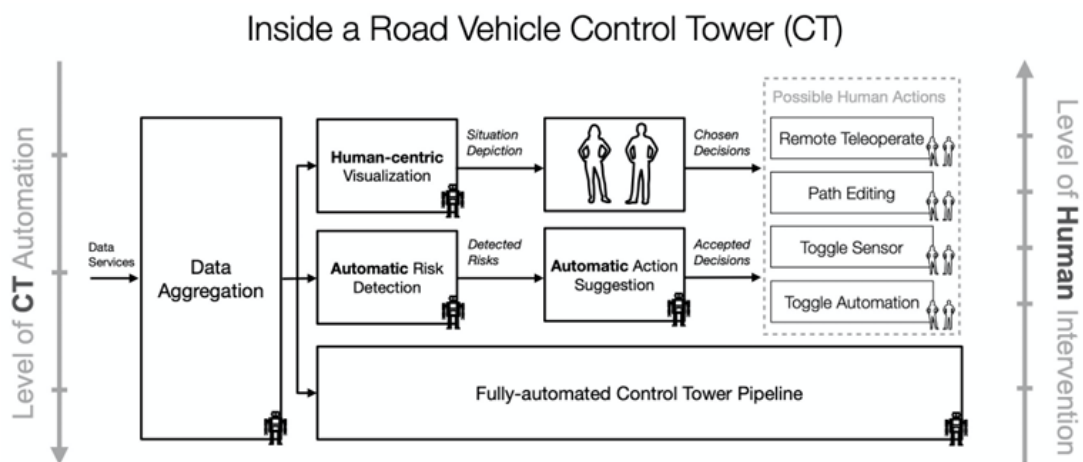 Inside a Road Vehicle Control Tower (CT)
Level of CT Automation
Data
Services
Data
Aggregation
Human-centric
Visualization
Situation
Depiction
Chosen
Decisions
Automatic Risk
Detection
Detected
Risks
Automatic Action
Suggestion
Accepted
Decisions
Fully-automated Control Tower Pipeline
Possible Human Actions
Remote Teleoperate
Path Editing
Toggle Sensor
Toggle Automation
Level of Human Intervention